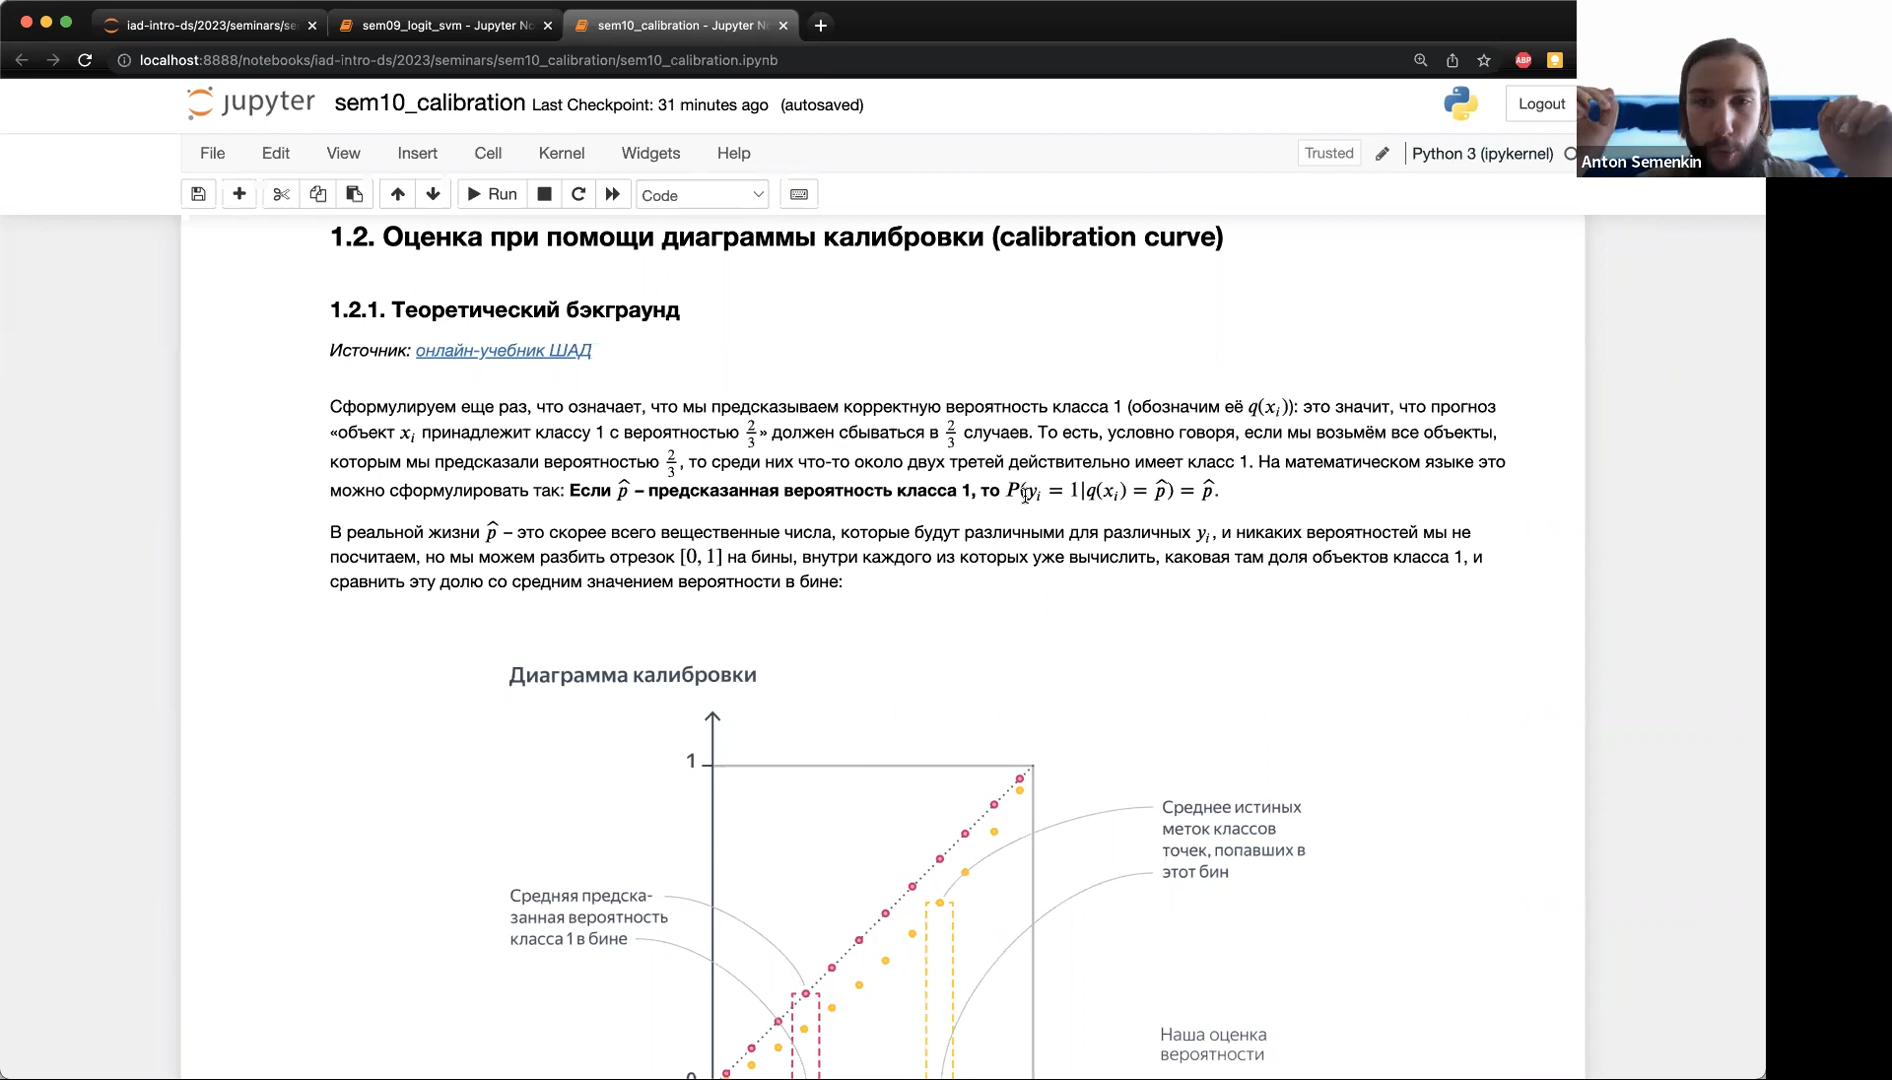 iad-intro-ds/2023/seminars/se
sem09_logit_svm - Jupyter No
sem10_calibration - Jupyter N
localhost:8888/notebooks/iad-intro-ds/2023/seminars/sem10_calibration/sem10_calibration.ipynb
ABP
jupyter sem10_calibration Last Checkpoint: 31 minutes ago (autosaved)
Logout
Anton Semenkin
File Edit View Insert Cell Kernel Widgets Help
Trusted
Python 3 (ipykernel)
Run
Code
1.2. Оценка при помощи диаграммы калибровки (calibration curve)
1.2.1. Теоретический бэкграунд
Источник: онлайн-учебник ШАД
Сформулируем еще раз, что означает, что мы предсказываем корректную вероятность класса 1 (обозначим её q(x_i)): это значит, что прогноз
«объект x_i принадлежит классу 1 с вероятностью 2/3» должен сбываться в 2/3 случаев. То есть, условно говоря, если мы возьмём все объекты,
которым мы предсказали вероятностью 2/3, то среди них что-то около двух третей действительно имеет класс 1. На математическом языке это
можно сформулировать так: Если p̂ – предсказанная вероятность класса 1, то P(y_i = 1|q(x_i) = p̂) = p̂.
В реальной жизни p̂ – это скорее всего вещественные числа, которые будут различными для различных y_i, и никаких вероятностей мы не
посчитаем, но мы можем разбить отрезок [0, 1] на бины, внутри каждого из которых уже вычислить, каковая там доля объектов класса 1, и
сравнить эту долю со средним значением вероятности в бине:
Диаграмма калибровки
1
Среднее истиных
меток классов
точек, попавших в
этот бин
Средняя предска-
занная вероятность
класса 1 в бине
Наша оценка
вероятности
0